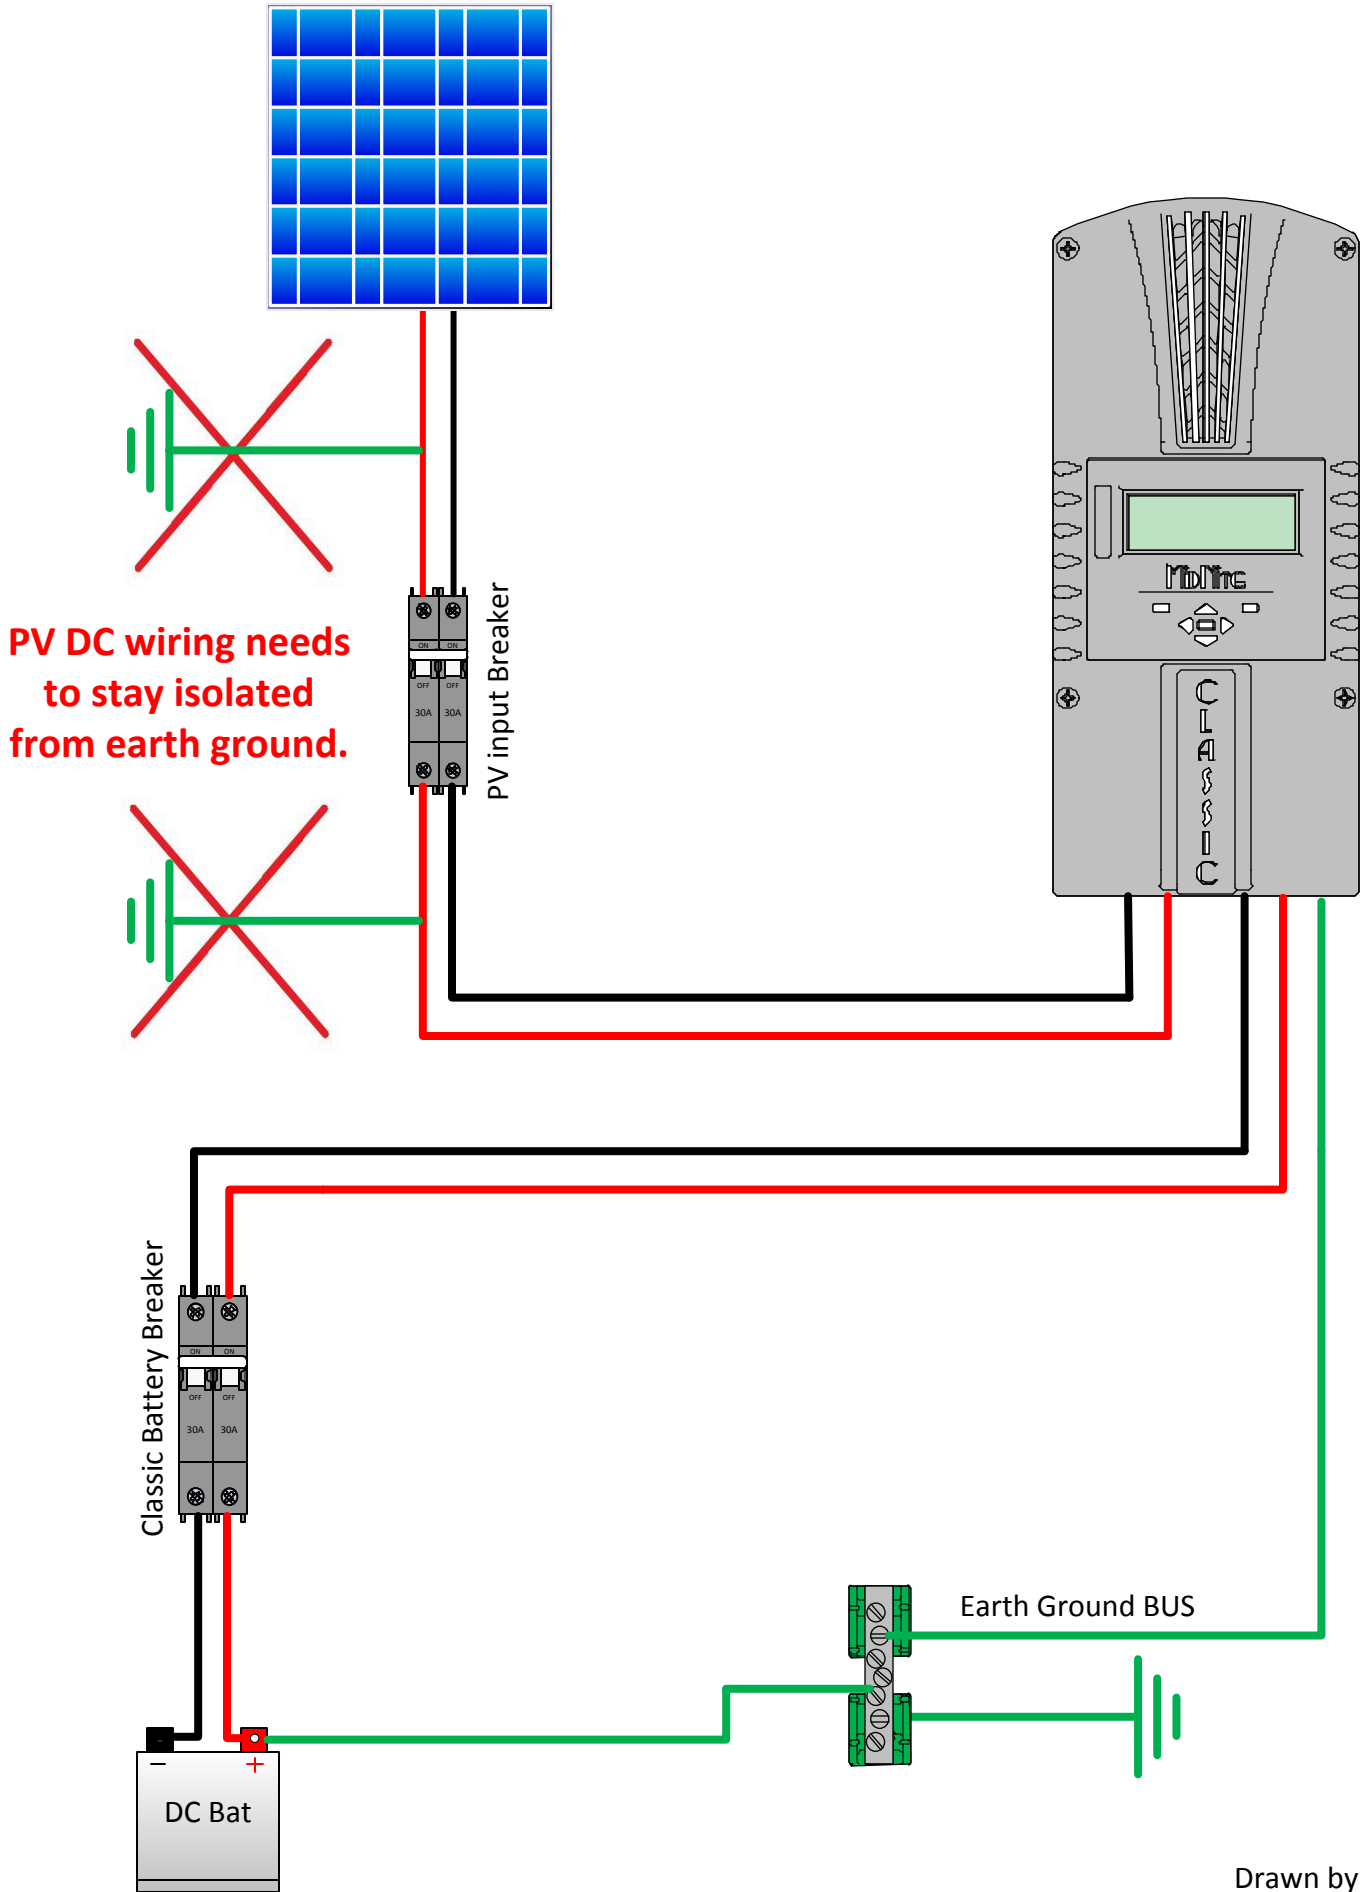 ON ON
OFF OFF
30A 30A
PV input Breaker
PV DC wiring needs
to stay isolated
from earth ground.
MidNite
CLASSIC
Classic Battery Breaker
ON ON
OFF OFF
30A 30A
Earth Ground BUS
− +
DC Bat
Drawn by